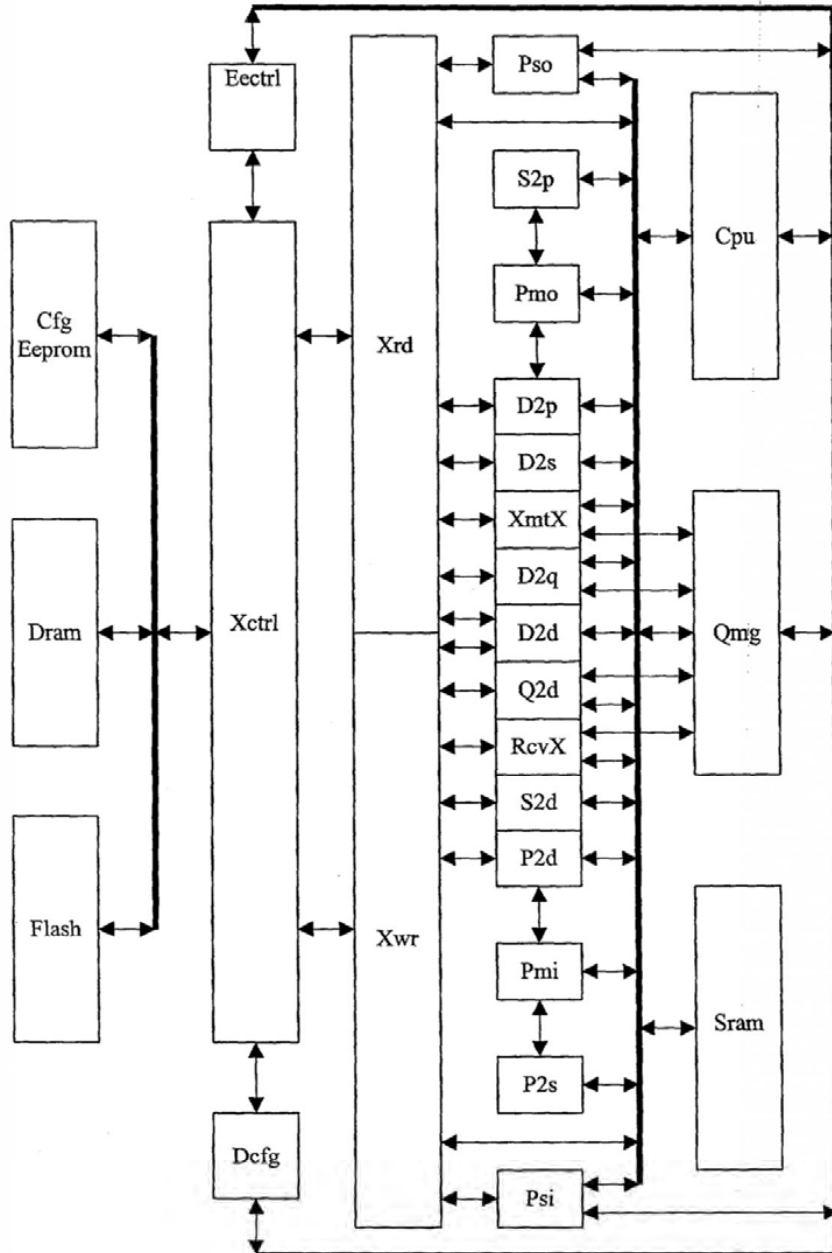 Eectrl
Pso
S2p
Cpu
Cfg
Eeprom
Pmo
Xrd
D2p
D2s
XmtX
D2q
Dram
Xctrl
D2d
Qmg
Q2d
RcvX
S2d
P2d
Flash
Xwr
Pmi
Sram
P2s
Dcfg
Psi